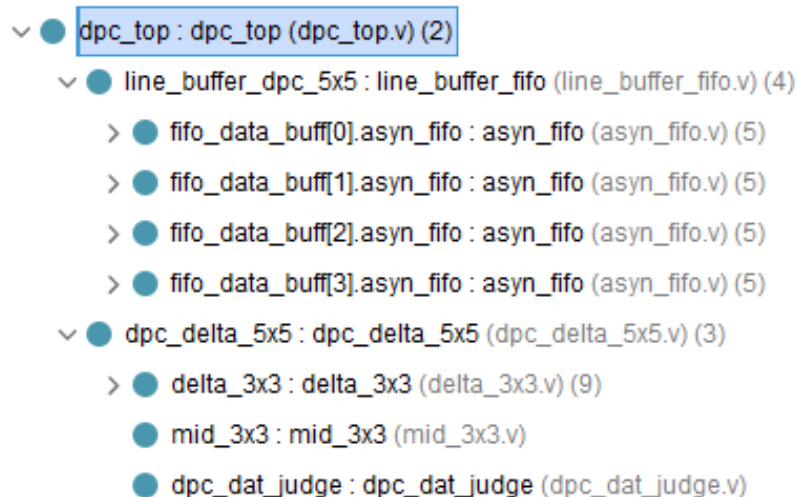 dpc_top : dpc_top (dpc_top.v) (2)
line_buffer_dpc_5x5 : line_buffer_fifo (line_buffer_fifo.v) (4)
fifo_data_buff[0].asyn_fifo : asyn_fifo (asyn_fifo.v) (5)
fifo_data_buff[1].asyn_fifo : asyn_fifo (asyn_fifo.v) (5)
fifo_data_buff[2].asyn_fifo : asyn_fifo (asyn_fifo.v) (5)
fifo_data_buff[3].asyn_fifo : asyn_fifo (asyn_fifo.v) (5)
dpc_delta_5x5 : dpc_delta_5x5 (dpc_delta_5x5.v) (3)
delta_3x3 : delta_3x3 (delta_3x3.v) (9)
mid_3x3 : mid_3x3 (mid_3x3.v)
dpc_dat_judge : dpc_dat_judge (dpc_dat_judge.v)